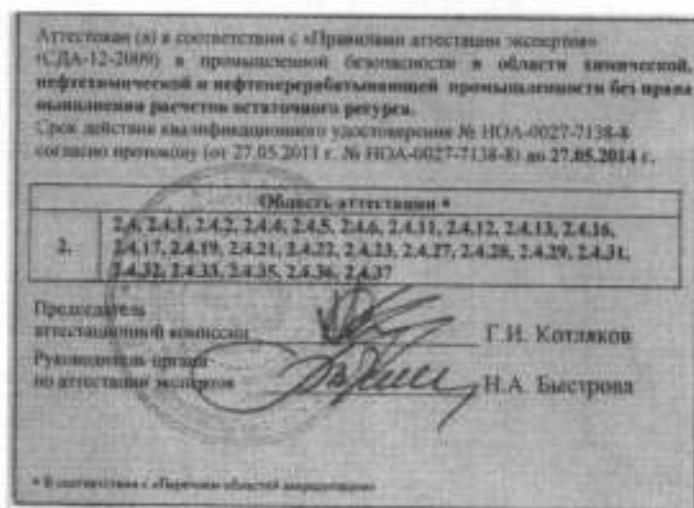 Аттестован (а) в соответствии с «Правилами аттестации экспертов»
(СДА-12-2009) в промышленной безопасности в области химической,
нефтехимической и нефтеперерабатывающей промышленности без права
выполнения расчетов остаточного ресурса.
Срок действия квалификационного удостоверения № НОА-0027-7138-8
согласно протоколу (от 27.05.2011 г. № НОА-0027-7138-8) до 27.05.2014 г.
Область аттестации *
2. 2.4, 2.4.1, 2.4.2, 2.4.4, 2.4.5, 2.4.6, 2.4.11, 2.4.12, 2.4.13, 2.4.16,
2.4.17, 2.4.19, 2.4.21, 2.4.22, 2.4.23, 2.4.27, 2.4.28, 2.4.29, 2.4.31,
2.4.32, 2.4.33, 2.4.35, 2.4.36, 2.4.37
Председатель
аттестационной комиссии Г.И. Котляков
Руководитель органа
по аттестации экспертов Н.А. Быстрова
* В соответствии с «Перечнем областей аккредитации»